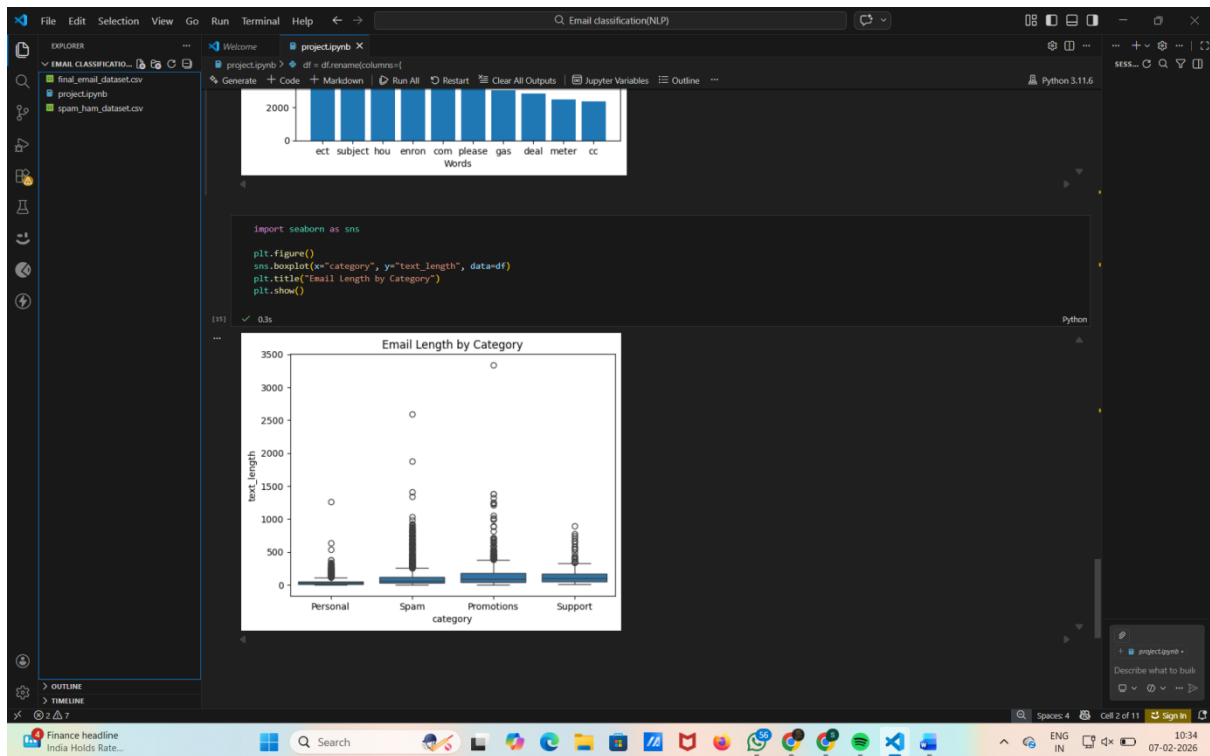 File Edit Selection View Go Run Terminal Help
Email classification(NLP)
EXPLORER
EMAIL CLASSIFICATIO...
final_email_dataset.csv
project.ipynb
spam_ham_dataset.csv
OUTLINE
TIMELINE
Welcome
project.ipynb
project.ipynb > df = df.rename(columns={
Generate + Code + Markdown Run All Restart Clear All Outputs Jupyter Variables Outline ...
Python 3.11.6
2000
0
ect subject hou enron com please gas deal meter cc
Words
import seaborn as sns
plt.figure()
sns.boxplot(x="category", y="text_length", data=df)
plt.title("Email Length by Category")
plt.show()
[15] 0.3s
Python
Email Length by Category
3500
3000
2500
2000
1500
1000
500
0
text_length
Personal Spam Promotions Support
category
SESS...
project.ipynb
Describe what to buil
2 7
Spaces: 4
Cell 2 of 11
Sign In
4
Finance headline
India Holds Rate...
Search
56
ENG
IN
10:34
07-02-2026